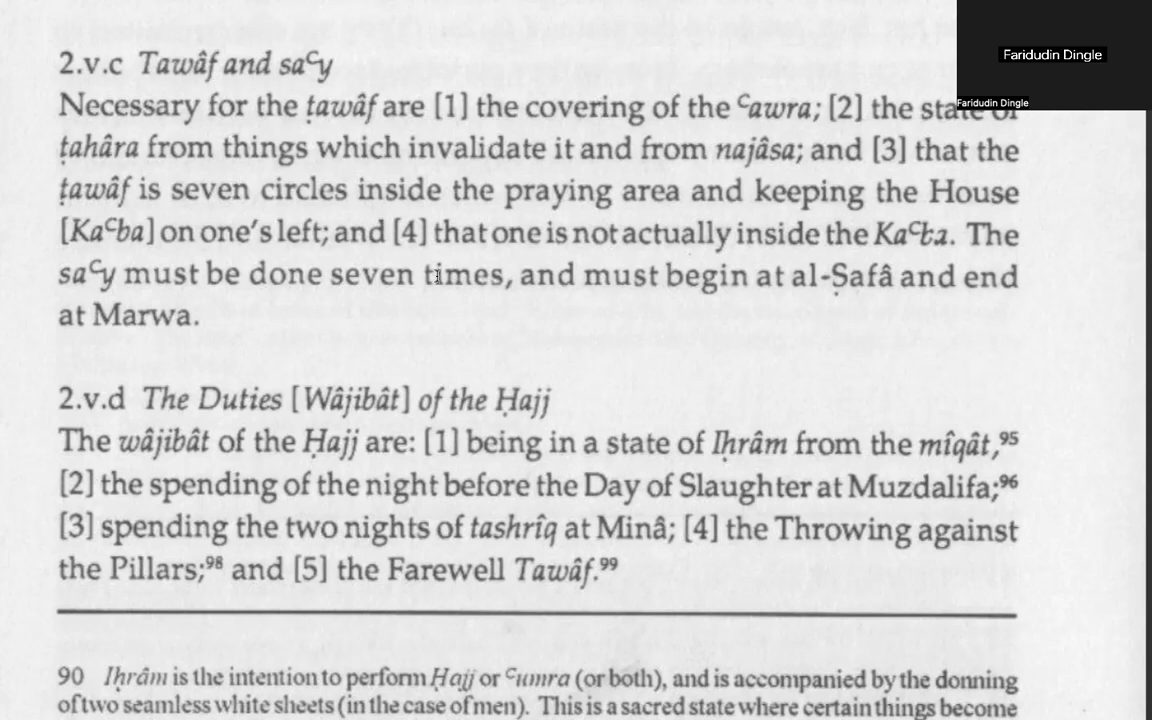 Faridudin Dingle
Faridudin Dingle
2.v.c Tawâf and saᶜy
Necessary for the ṭawâf are [1] the covering of the ᶜawra; [2] the state of
ṭahâra from things which invalidate it and from najâsa; and [3] that the
ṭawâf is seven circles inside the praying area and keeping the House
[Kaᶜba] on one's left; and [4] that one is not actually inside the Kaᶜba. The
saᶜy must be done seven times, and must begin at al-Ṣafâ and end
at Marwa.
2.v.d The Duties [Wâjibât] of the Ḥajj
The wâjibât of the Ḥajj are: [1] being in a state of Iḥrâm from the mîqât,⁹⁵
[2] the spending of the night before the Day of Slaughter at Muzdalifa;⁹⁶
[3] spending the two nights of tashrîq at Minâ; [4] the Throwing against
the Pillars;⁹⁸ and [5] the Farewell Tawâf.⁹⁹
90 Iḥrâm is the intention to perform Ḥajj or ᶜumra (or both), and is accompanied by the donning
of two seamless white sheets (in the case of men). This is a sacred state where certain things become